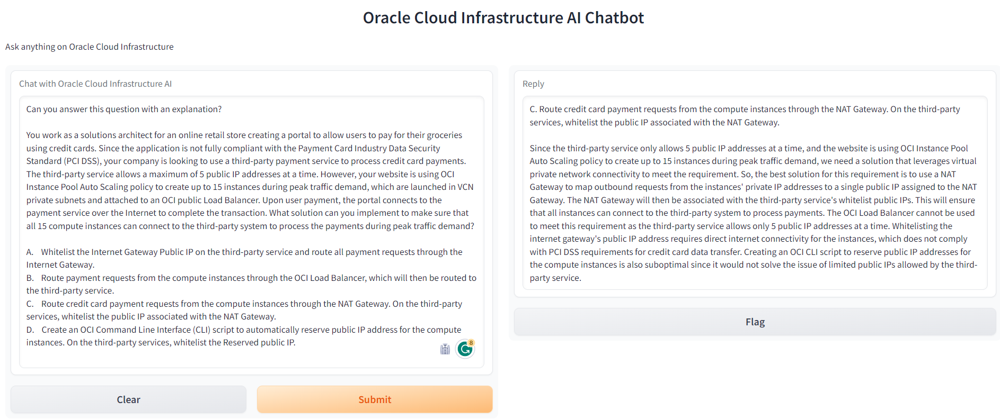 Oracle Cloud Infrastructure AI Chatbot
Ask anything on Oracle Cloud Infrastructure
Chat with Oracle Cloud Infrastructure AI
Can you answer this question with an explanation?
You work as a solutions architect for an online retail store creating a portal to allow users to pay for their groceries
using credit cards. Since the application is not fully compliant with the Payment Card Industry Data Security
Standard (PCI DSS), your company is looking to use a third-party payment service to process credit card payments.
The third-party service allows a maximum of 5 public IP addresses at a time. However, your website is using OCI
Instance Pool Auto Scaling policy to create up to 15 instances during peak traffic demand, which are launched in VCN
private subnets and attached to an OCI public Load Balancer. Upon user payment, the portal connects to the
payment service over the Internet to complete the transaction. What solution can you implement to make sure that
all 15 compute instances can connect to the third-party system to process the payments during peak traffic demand?
A. Whitelist the Internet Gateway Public IP on the third-party service and route all payment requests through the
Internet Gateway.
B. Route payment requests from the compute instances through the OCI Load Balancer, which will then be routed to
the third-party service.
C. Route credit card payment requests from the compute instances through the NAT Gateway. On the third-party
services, whitelist the public IP associated with the NAT Gateway.
D. Create an OCI Command Line Interface (CLI) script to automatically reserve public IP address for the compute
instances. On the third-party services, whitelist the Reserved public IP.
8
Clear
Submit
Reply
C. Route credit card payment requests from the compute instances through the NAT Gateway. On the third-party
services, whitelist the public IP associated with the NAT Gateway.
Since the third-party service only allows 5 public IP addresses at a time, and the website is using OCI Instance Pool
Auto Scaling policy to create up to 15 instances during peak traffic demand, we need a solution that leverages virtual
private network connectivity to meet the requirement. So, the best solution for this requirement is to use a NAT
Gateway to map outbound requests from the instances' private IP addresses to a single public IP assigned to the NAT
Gateway. The NAT Gateway will then be associated with the third-party service's whitelist public IPs. This will ensure
that all instances can connect to the third-party system to process payments. The OCI Load Balancer cannot be used
to meet this requirement as the third-party service allows only 5 public IP addresses at a time. Whitelisting the
internet gateway's public IP address requires direct internet connectivity for the instances, which does not comply
with PCI DSS requirements for credit card data transfer. Creating an OCI CLI script to reserve public IP addresses for
the compute instances is also suboptimal since it would not solve the issue of limited public IPs allowed by the third-
party service.
Flag